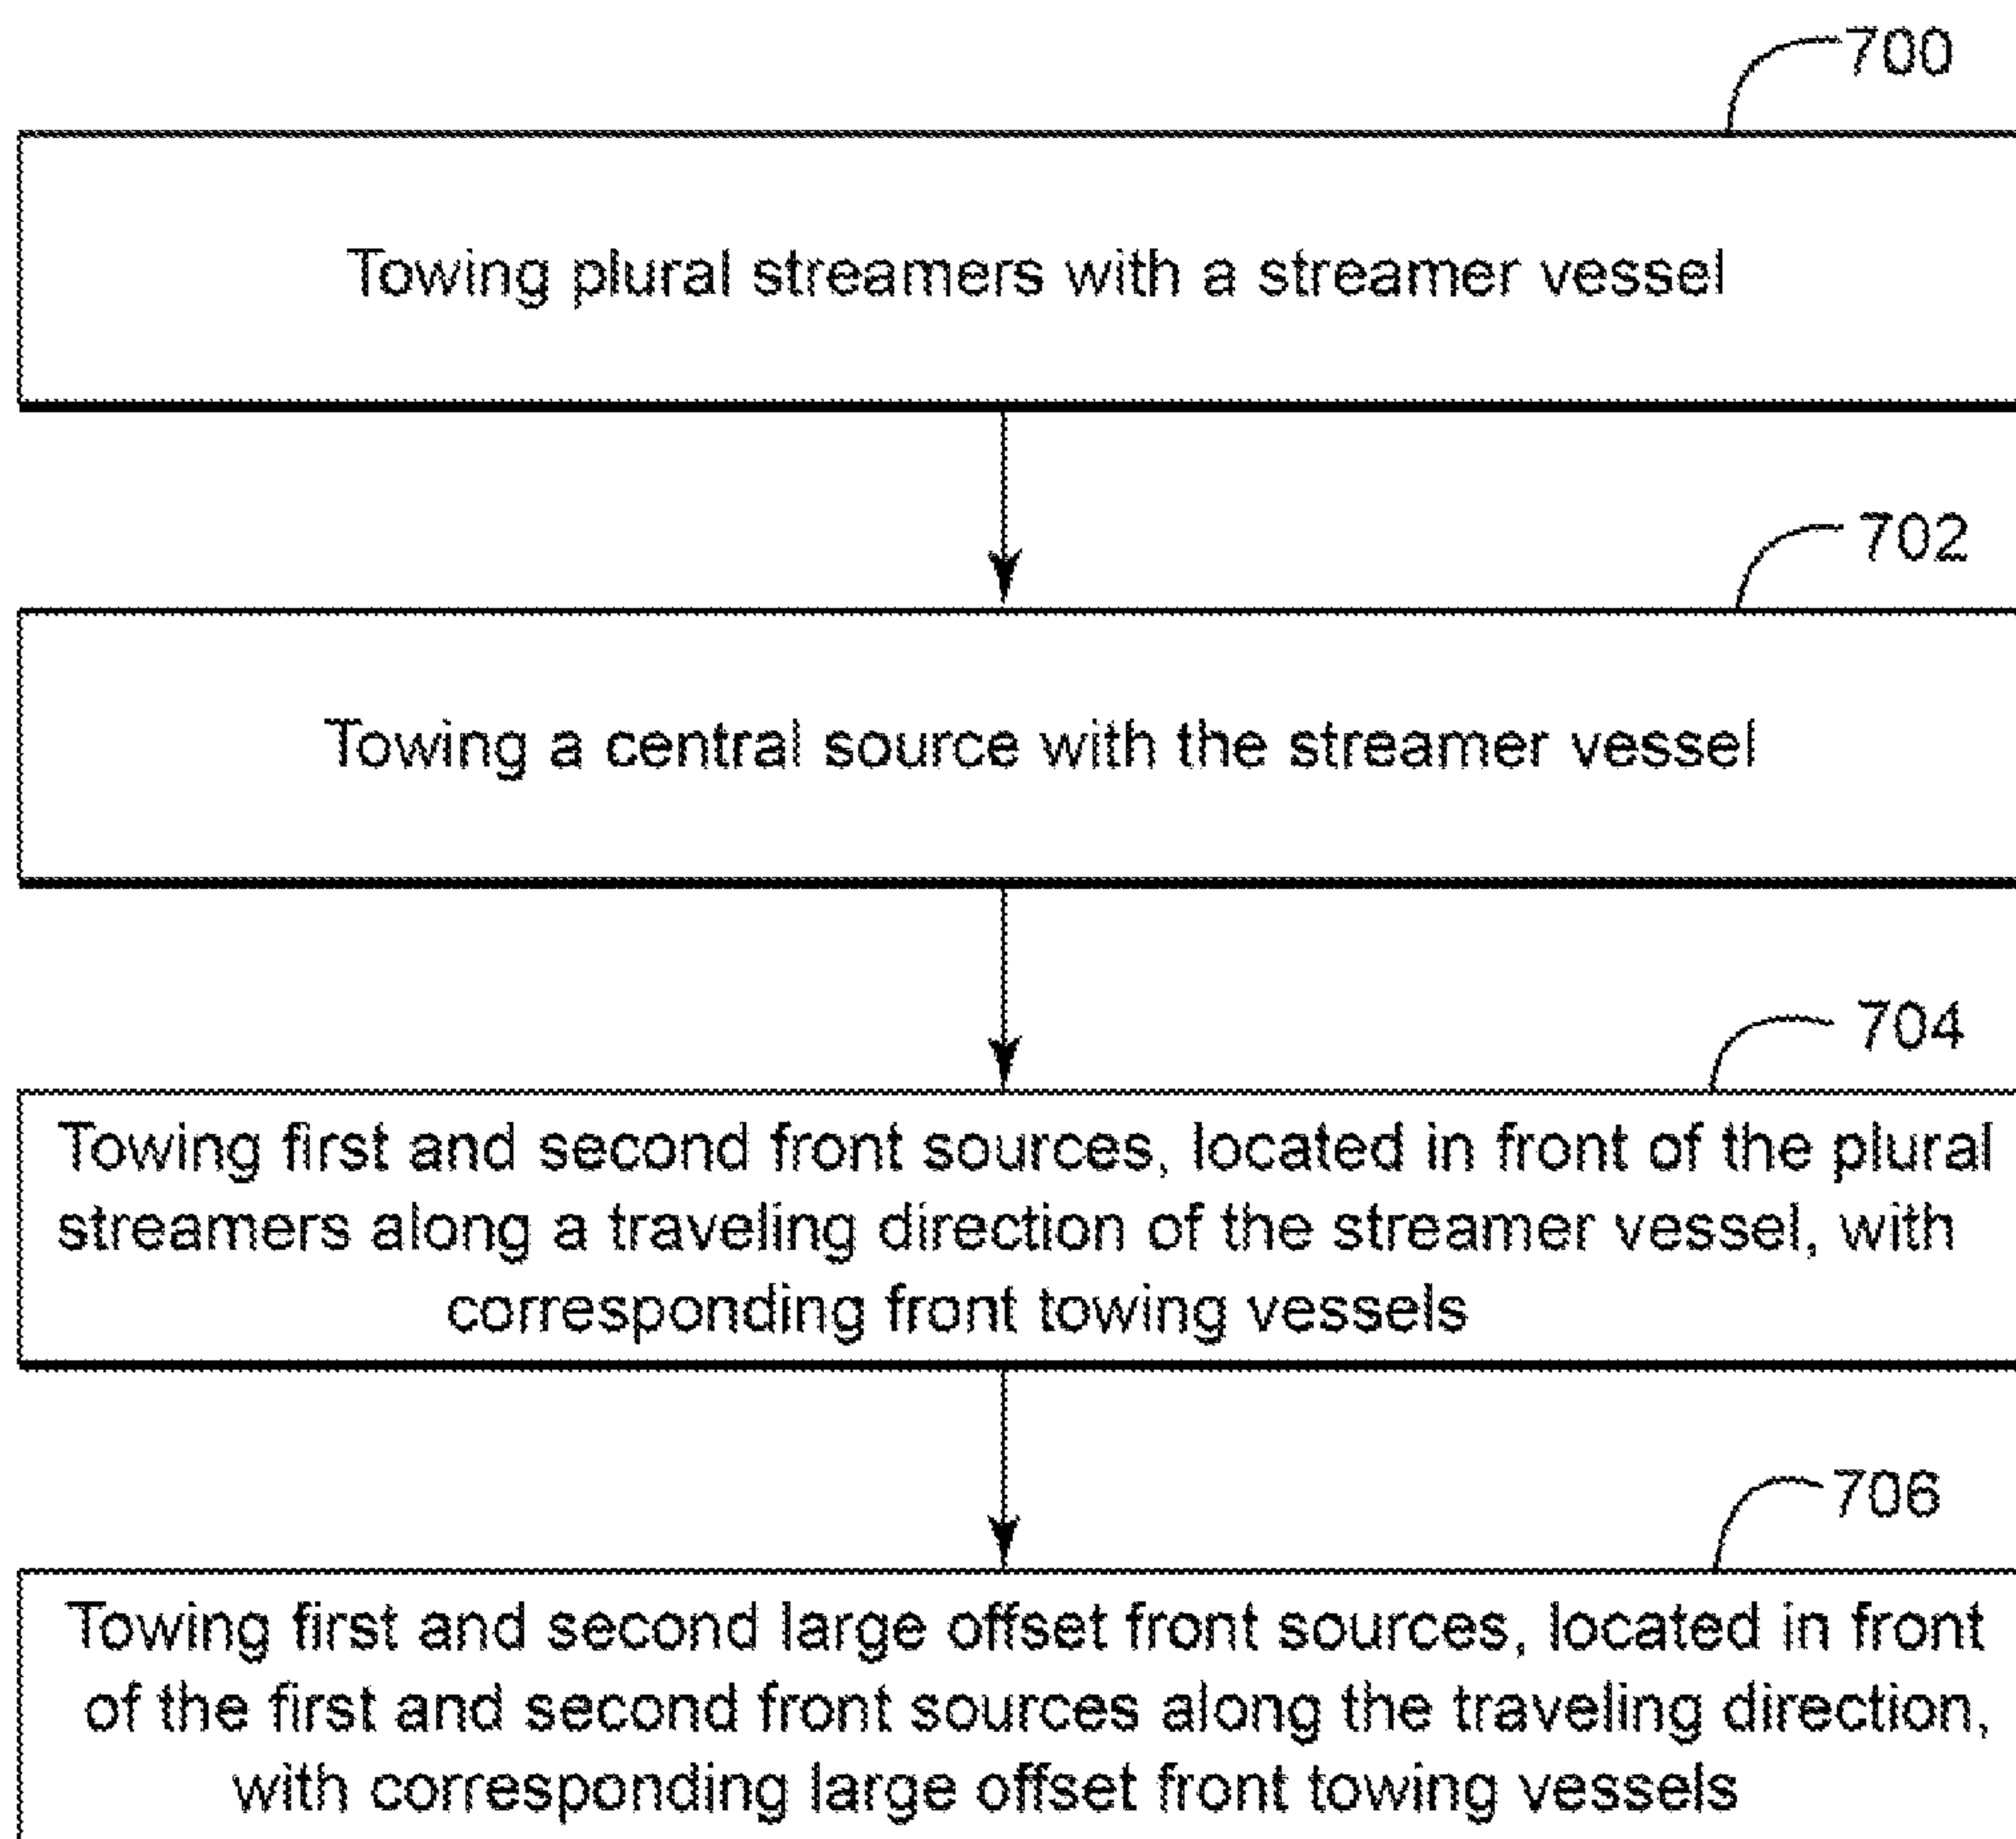 700
Towing plural streamers with a streamer vessel
702
Towing a central source with the streamer vessel
704
Towing first and second front sources, located in front of the plural
streamers along a traveling direction of the streamer vessel, with
corresponding front towing vessels
706
Towing first and second large offset front sources, located in front
of the first and second front sources along the traveling direction,
with corresponding large offset front towing vessels